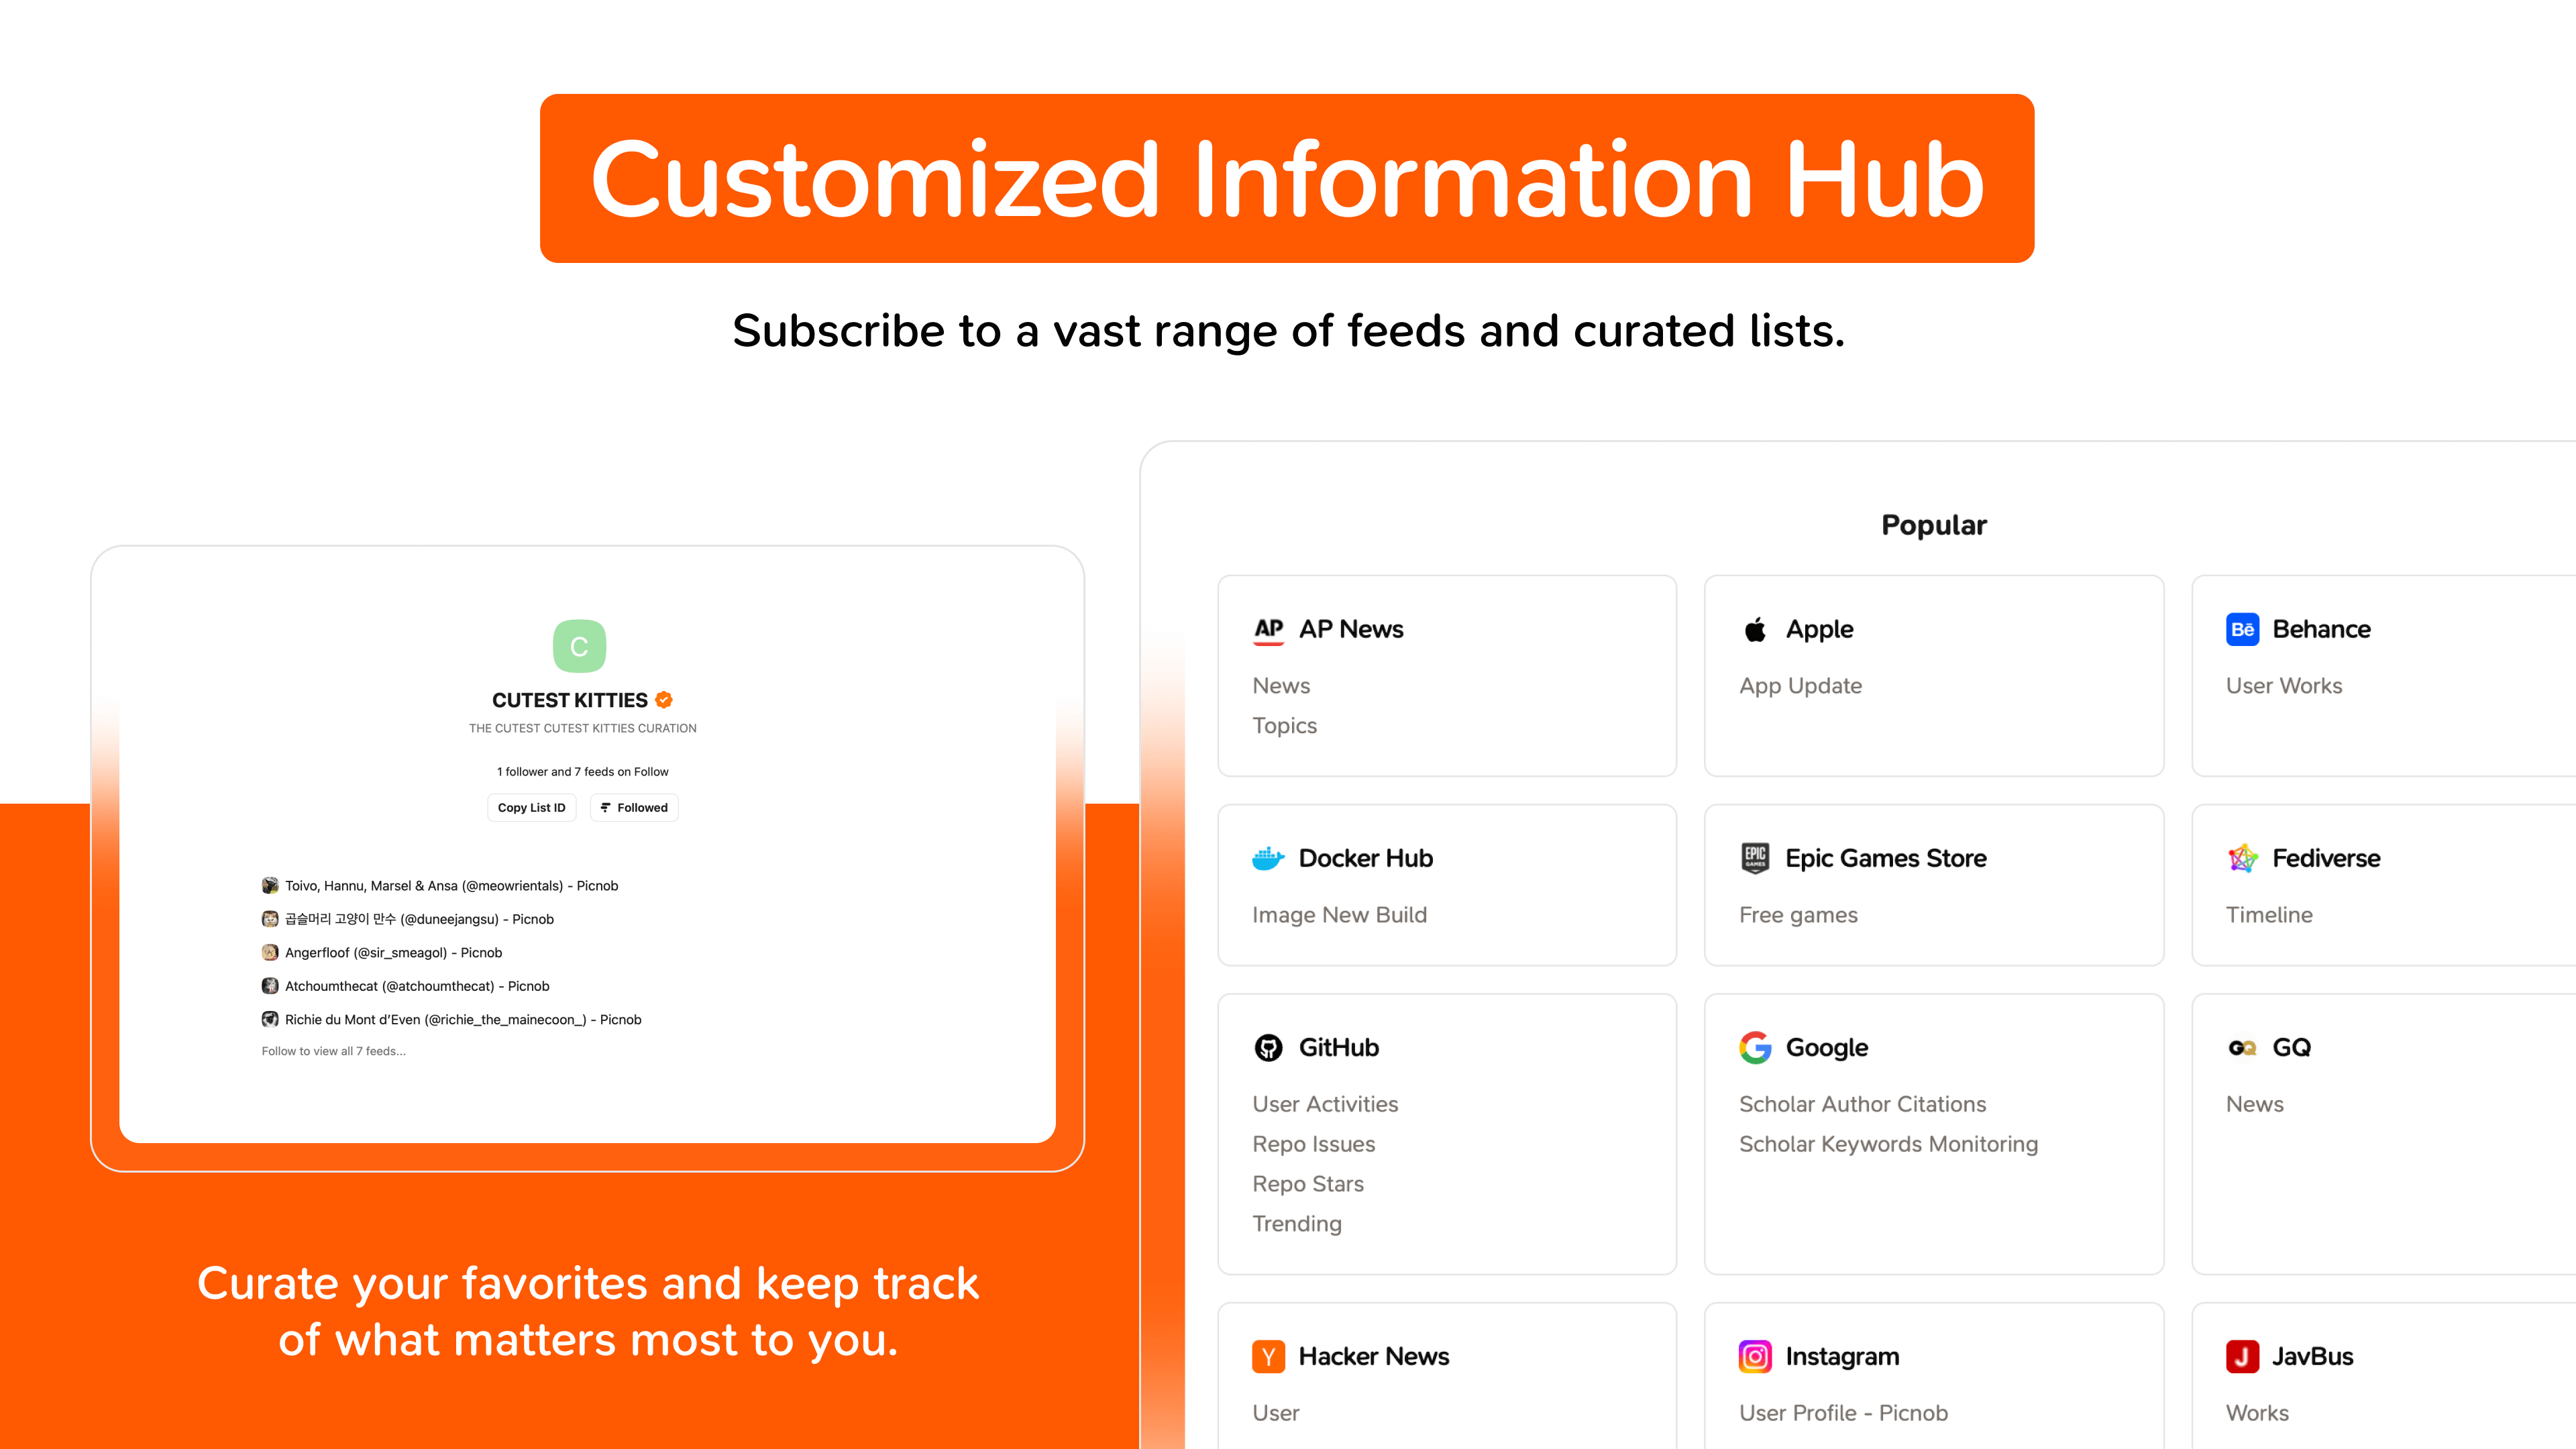 Customized Information Hub
Subscribe to a vast range of feeds and curated lists.
C
CUTEST KITTIES
THE CUTEST CUTEST KITTIES CURATION
1 follower and 7 feeds on Follow
Copy List ID
Followed
Toivo, Hannu, Marsel & Ansa (@meowrientals) - Picnob
곱슬머리 고양이 만수 (@duneejangsu) - Picnob
Angerfloof (@sir_smeagol) - Picnob
Atchoumthecat (@atchoumthecat) - Picnob
Richie du Mont d’Even (@richie_the_mainecoon_) - Picnob
Follow to view all 7 feeds...
Curate your favorites and keep track
of what matters most to you.
Popular
AP AP News
News
Topics
Apple
App Update
Bē Behance
User Works
Docker Hub
Image New Build
EPIC GAMES Epic Games Store
Free games
Fediverse
Timeline
GitHub
User Activities
Repo Issues
Repo Stars
Trending
G Google
Scholar Author Citations
Scholar Keywords Monitoring
GQ GQ
News
Y Hacker News
User
Instagram
User Profile - Picnob
J JavBus
Works